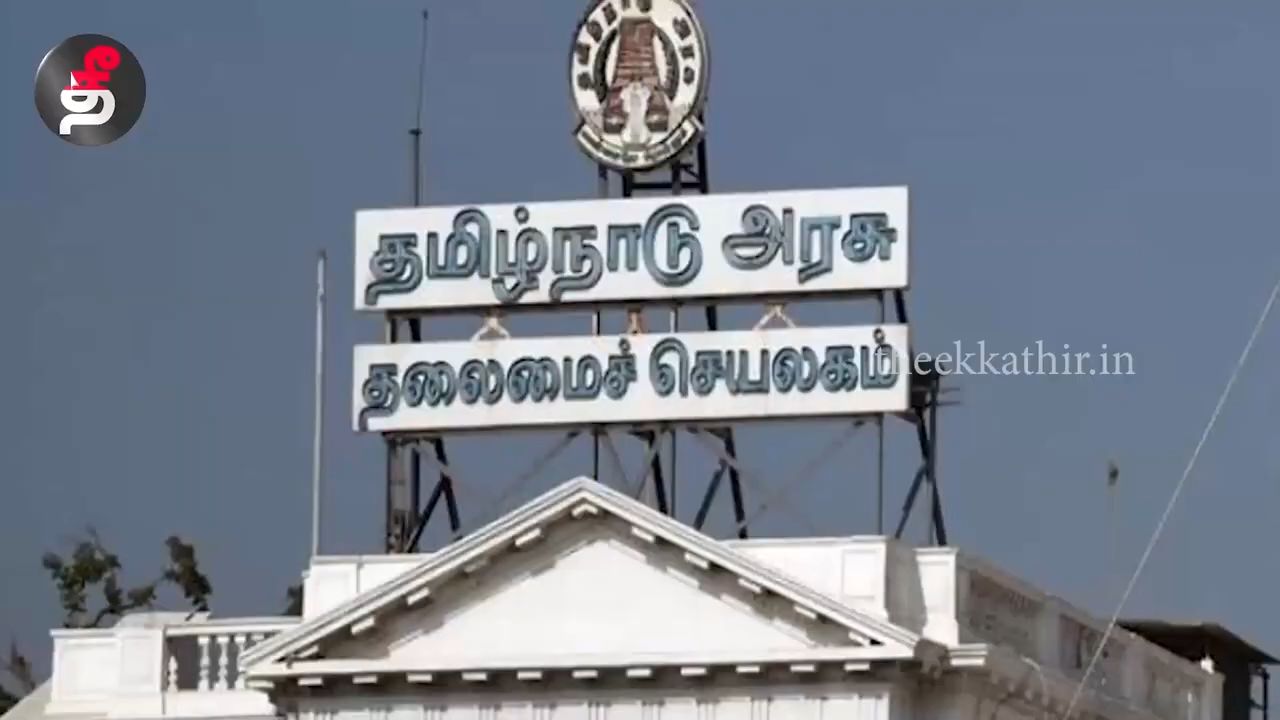 தமிழ்நாடு அரசு
தலைமைச் செயலகம்
theekkathir.in